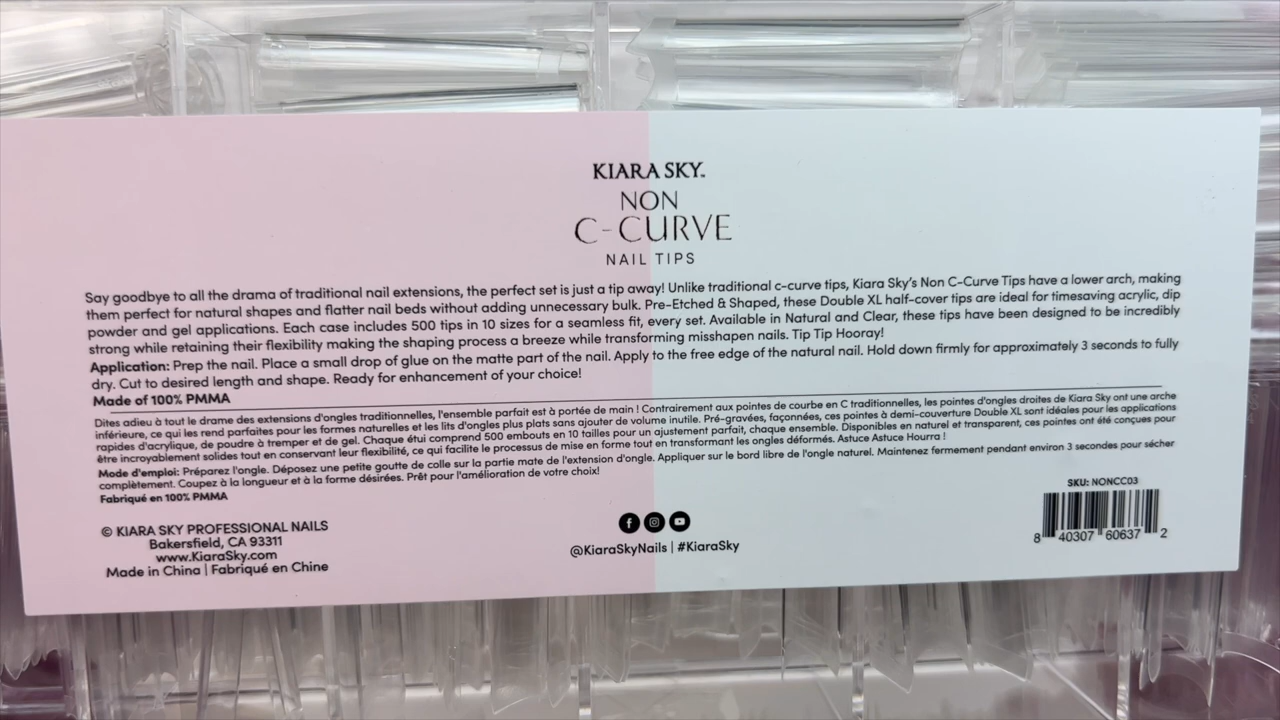 KIARA SKY.
NON
C-CURVE
NAIL TIPS
Say goodbye to all the drama of traditional nail extensions, the perfect set is just a tip away! Unlike traditional c-curve tips, Kiara Sky's Non C-Curve Tips have a lower arch, making
them perfect for natural shapes and flatter nail beds without adding unnecessary bulk. Pre-Etched & Shaped, these Double XL half-cover tips are ideal for timesaving acrylic, dip
powder and gel applications. Each case includes 500 tips in 10 sizes for a seamless fit, every set. Available in Natural and Clear, these tips have been designed to be incredibly
strong while retaining their flexibility making the shaping process a breeze while transforming misshapen nails. Tip Tip Hooray!
Application: Prep the nail. Place a small drop of glue on the matte part of the nail. Apply to the free edge of the natural nail. Hold down firmly for approximately 3 seconds to fully
dry. Cut to desired length and shape. Ready for enhancement of your choice!
Made of 100% PMMA
Dites adieu à tout le drame des extensions d'ongles traditionnelles, l'ensemble parfait est à portée de main ! Contrairement aux pointes de courbe en C traditionnelles, les pointes d'ongles droites de Kiara Sky ont une arche
inférieure, ce qui les rend parfaites pour les formes naturelles et les lits d'ongles plus plats sans ajouter de volume inutile. Pré-gravées, façonnées, ces pointes à demi-couverture Double XL sont idéales pour les applications
rapides d'acrylique, de poudre à tremper et de gel. Chaque étui comprend 500 embouts en 10 tailles pour un ajustement parfait, chaque ensemble. Disponibles en naturel et transparent, ces pointes ont été conçues pour
être incroyablement solides tout en conservant leur flexibilité, ce qui facilite le processus de mise en forme tout en transformant les ongles déformés. Astuce Astuce Hourra !
Mode d'emploi: Préparez l'ongle. Déposez une petite goutte de colle sur la partie mate de l'extension d'ongle. Appliquer sur le bord libre de l'ongle naturel. Maintenez fermement pendant environ 3 secondes pour sécher
complètement. Coupez à la longueur et à la forme désirées. Prêt pour l'amélioration de votre choix!
Fabriqué en 100% PMMA
© KIARA SKY PROFESSIONAL NAILS
Bakersfield, CA 93311
www.KiaraSky.com
Made in China | Fabriqué en Chine
@KiaraSkyNails | #KiaraSky
SKU: NONCC03
8 40307 60637 2